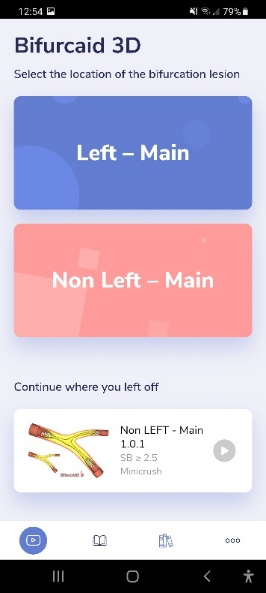 12:54
79%
Bifurcaid 3D
Select the location of the bifurcation lesion
Left – Main
Non Left – Main
Continue where you left off
Non LEFT - Main
1.0.1
SB ≥ 2.5
Minicrush